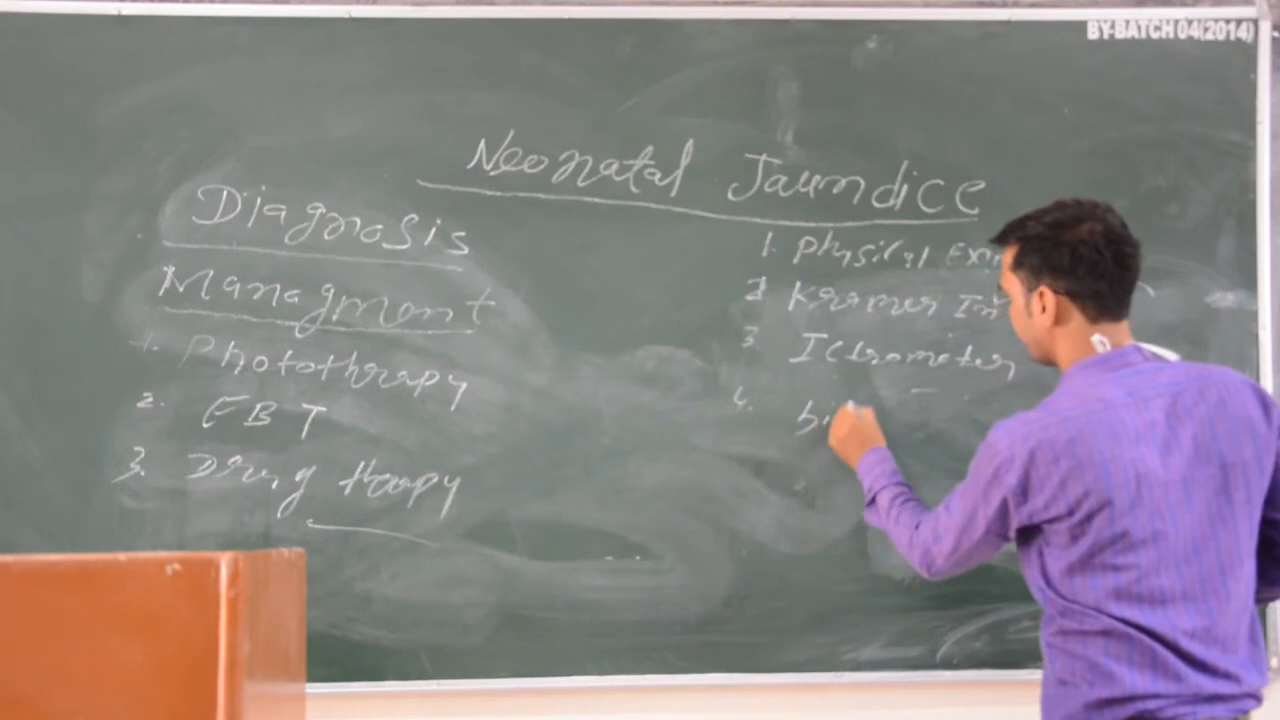 BY-BATCH 04(2014)
Neonatal Jaundice
Diagnosis
Managment
1. Phototherapy
2. EBT
3. Drug therapy
1. Physical
2 Kramer
3 Ictrometer
4.